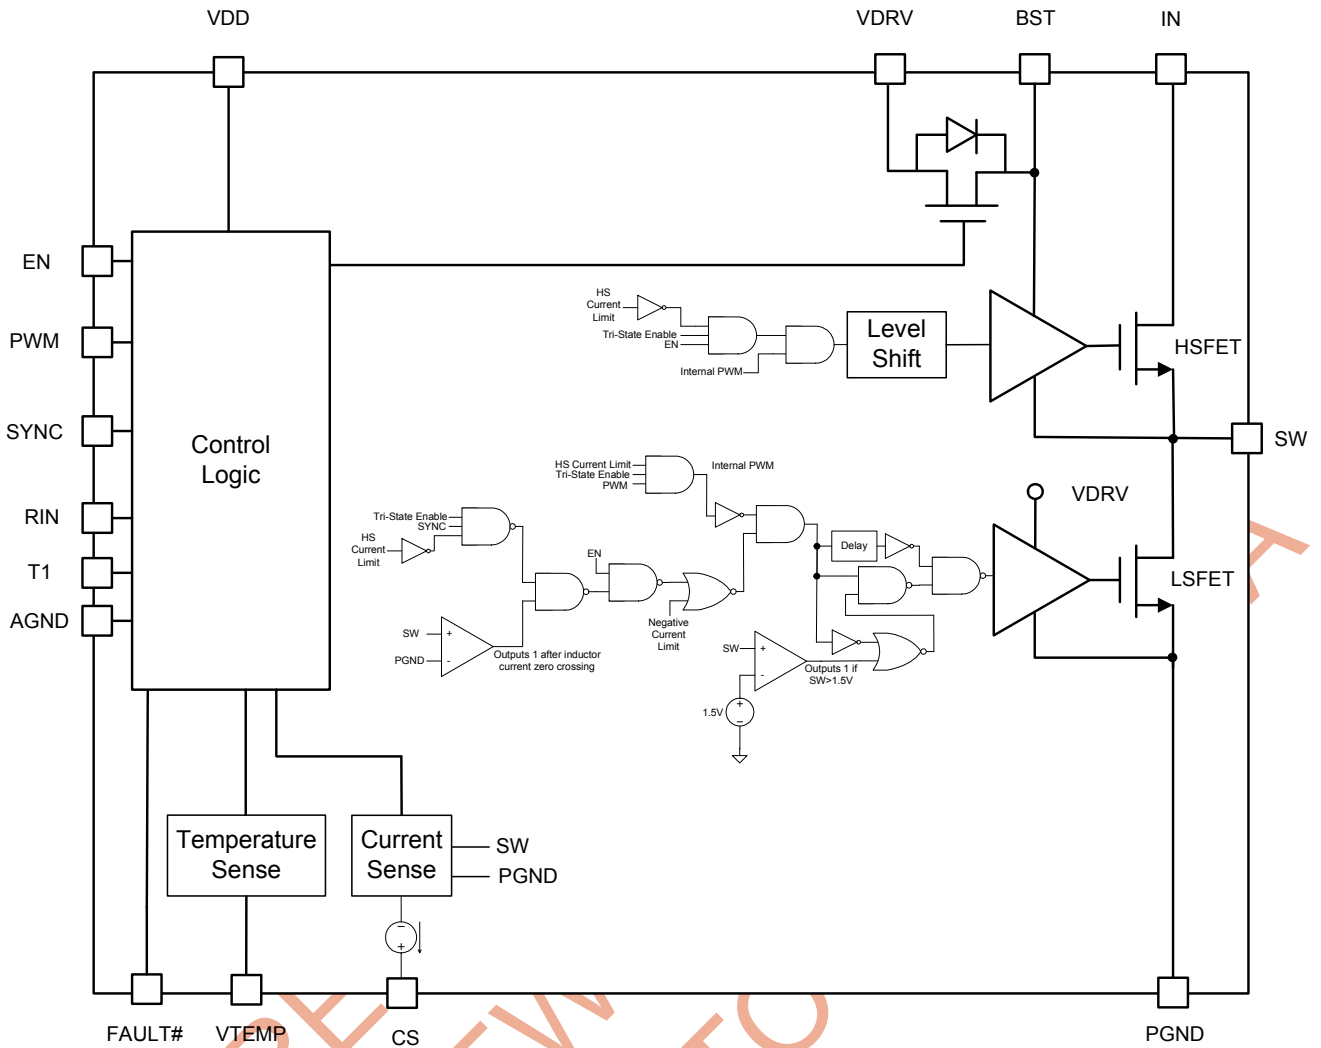 VDD
VDRV
BST
IN
EN
PWM
SYNC
RIN
T1
AGND
Control
Logic
HS
Current
Limit
Tri-State Enable
EN
Internal PWM
Level
Shift
HSFET
SW
HS Current Limit
Tri-State Enable
PWM
Internal PWM
Tri-State Enable
SYNC
HS
Current
Limit
EN
SW
+
PGND
-
Outputs 1 after inductor
current zero crossing
Negative
Current
Limit
Delay
SW
+
-
Outputs 1 if
SW>1.5V
1.5V
+
−
VDRV
LSFET
Temperature
Sense
Current
Sense
SW
PGND
−
+
FAULT#
VTEMP
CS
PGND
TO
A